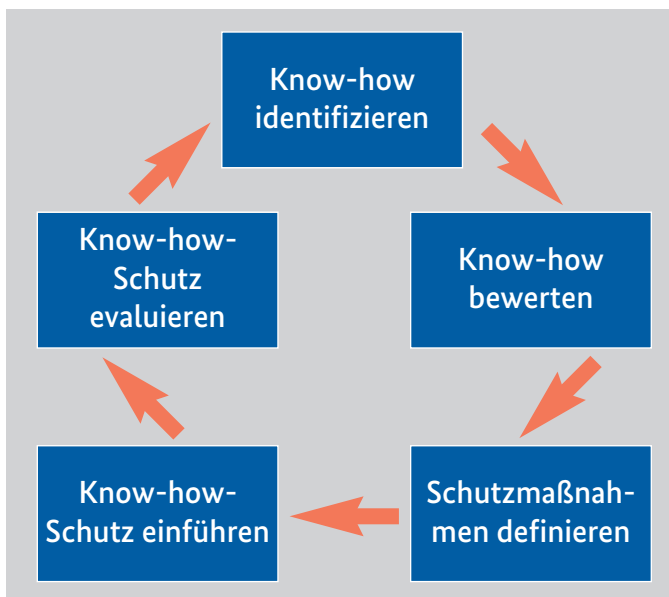 Know-how
identifizieren
Know-how
bewerten
Schutzmaßnah-
men definieren
Know-how-
Schutz einführen
Know-how-
Schutz
evaluieren